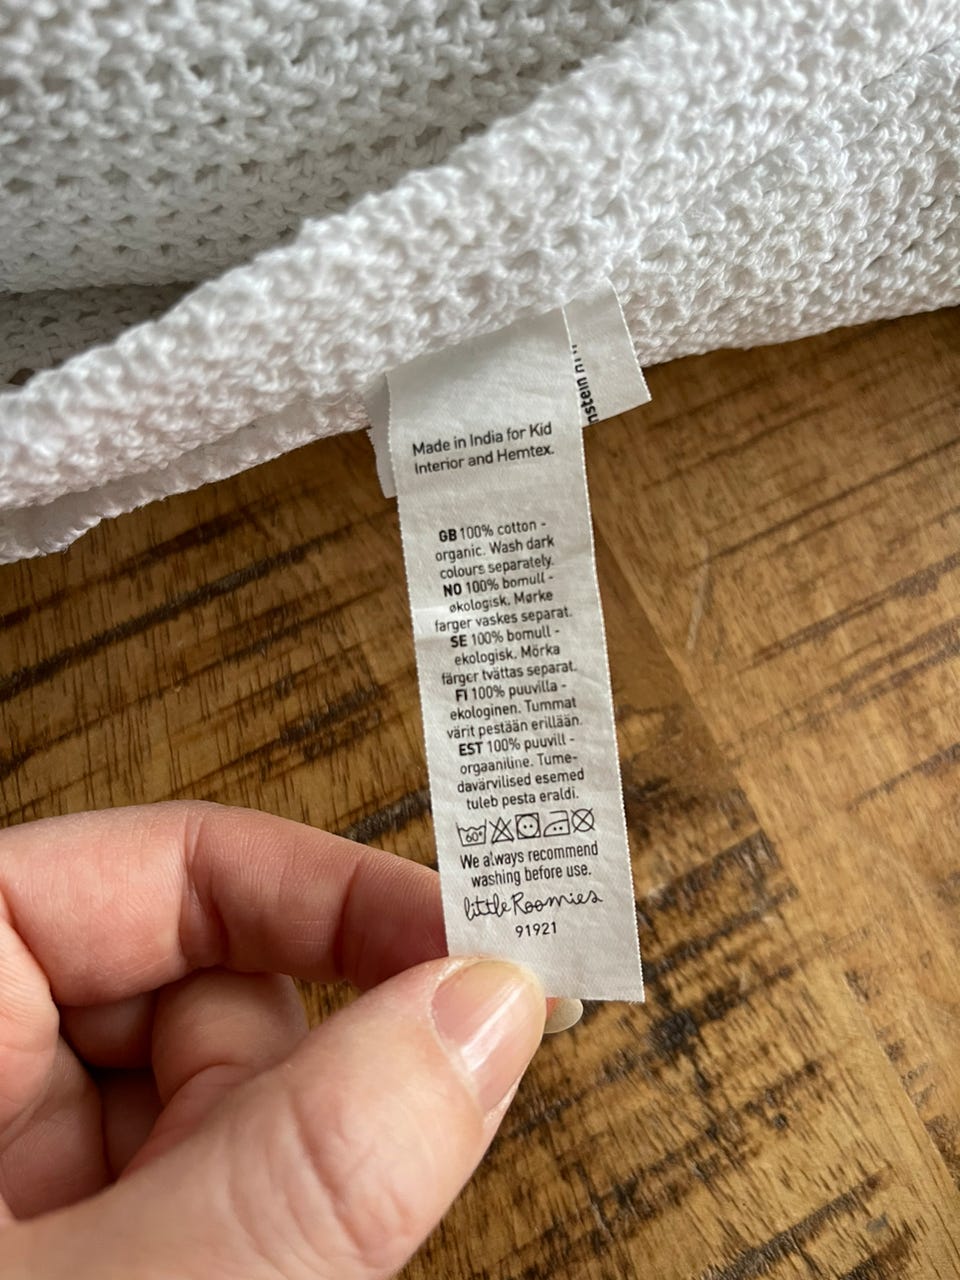 Made in India for Kid
Interior and Hemtex.
GB 100% cotton -
organic. Wash dark
colours separately.
NO 100% bomull -
økologisk. Mørke
farger vaskes separat.
SE 100% bomull -
ekologisk. Mörka
färger tvättas separat.
FI 100% puuvilla -
ekologinen. Tummat
värit pestään erillään.
EST 100% puuvill -
orgaaniline. Tume-
davärvilised esemed
tuleb pesta eraldi.
60°
We always recommend
washing before use.
little Roomies
91921